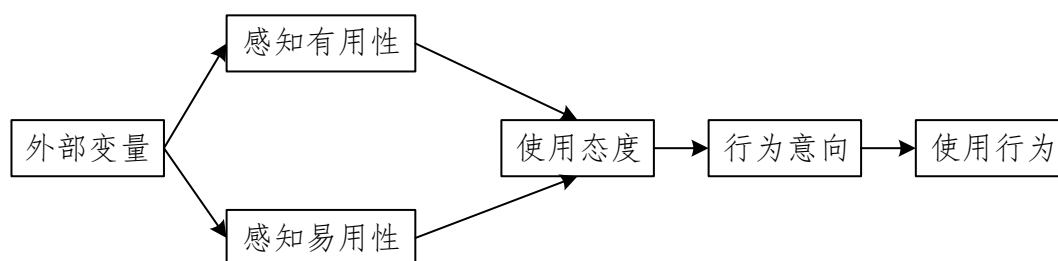 感知有用性
外部变量
使用态度
行为意向
使用行为
感知易用性